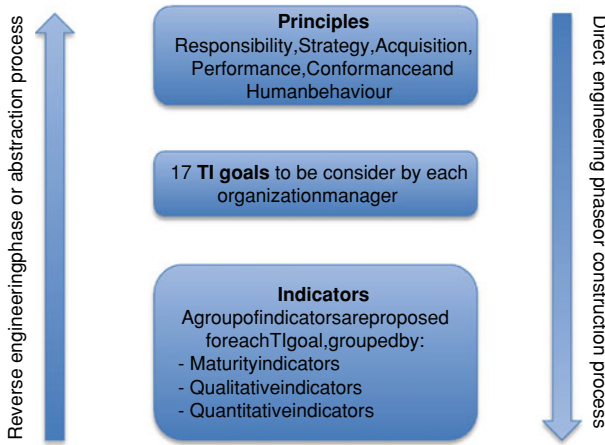 Reverse engineeringphase or abstraction process
Principles
Responsibility,Strategy,Acquisition,
Performance,Conformanceand
Humanbehaviour
17 TI goals to be consider by each
organizationmanager
Indicators
Agroupofindicatorsareproposed
foreachTIgoal,groupedby:
- Maturityindicators
- Qualitativeindicators
- Quantitativeindicators
Direct engineering phaseor construction process